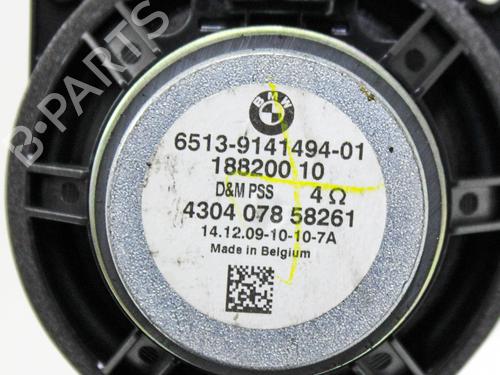 BMW
6513-9141494-01
188200 10
D&M PSS 4 Ω
4304 078 58261
14.12.09-10-10-7A
Made in Belgium
B-PARTS